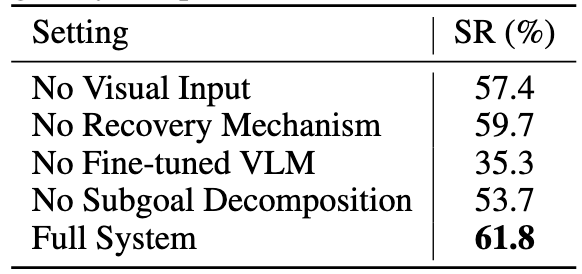 Setting SR (%)
No Visual Input 57.4
No Recovery Mechanism 59.7
No Fine-tuned VLM 35.3
No Subgoal Decomposition 53.7
Full System 61.8